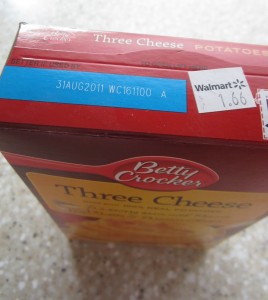 Three Cheese POTATOES
31AUG2011 WC161100 A
Walmart
1.66
Betty
Crocker
Three Cheese